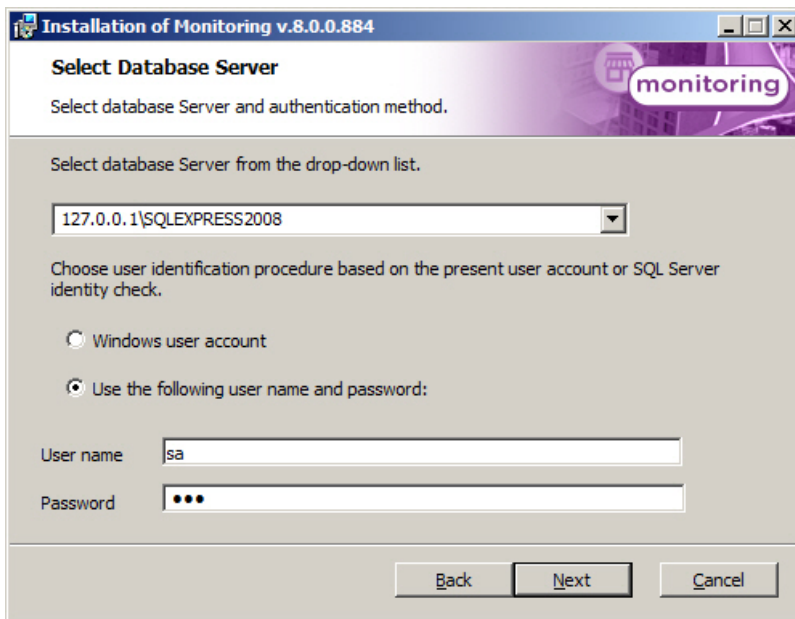 Installation of Monitoring v.8.0.0.884
Select Database Server
Select database Server and authentication method.
monitoring
Select database Server from the drop-down list.
127.0.0.1\SQLEXPRESS2008
Choose user identification procedure based on the present user account or SQL Server
identity check.
Windows user account
Use the following user name and password:
User name
sa
Password
●●●
Back
Next
Cancel